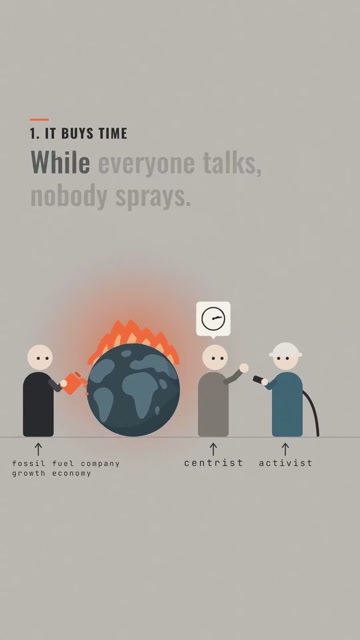 1. IT BUYS TIME
While everyone talks,
nobody sprays.
fossil fuel company
growth economy
centrist
activist